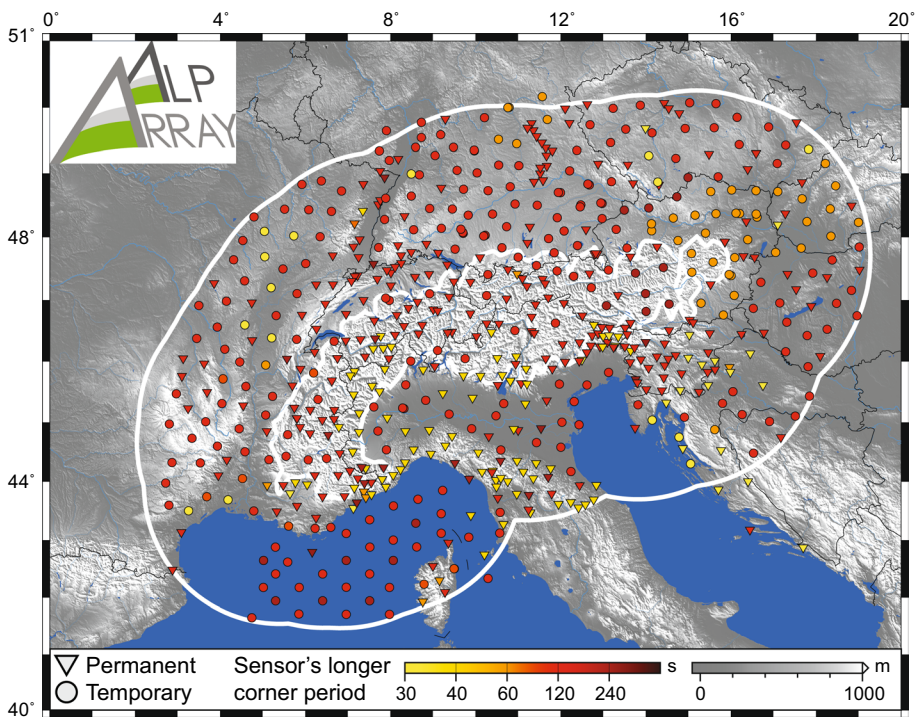 0° 4° 8° 12° 16° 20°
51°
ALP
ARRAY
48°
44°
Permanent Sensor's longer s m
Temporary corner period 30 40 60 120 240 0 1000
40°